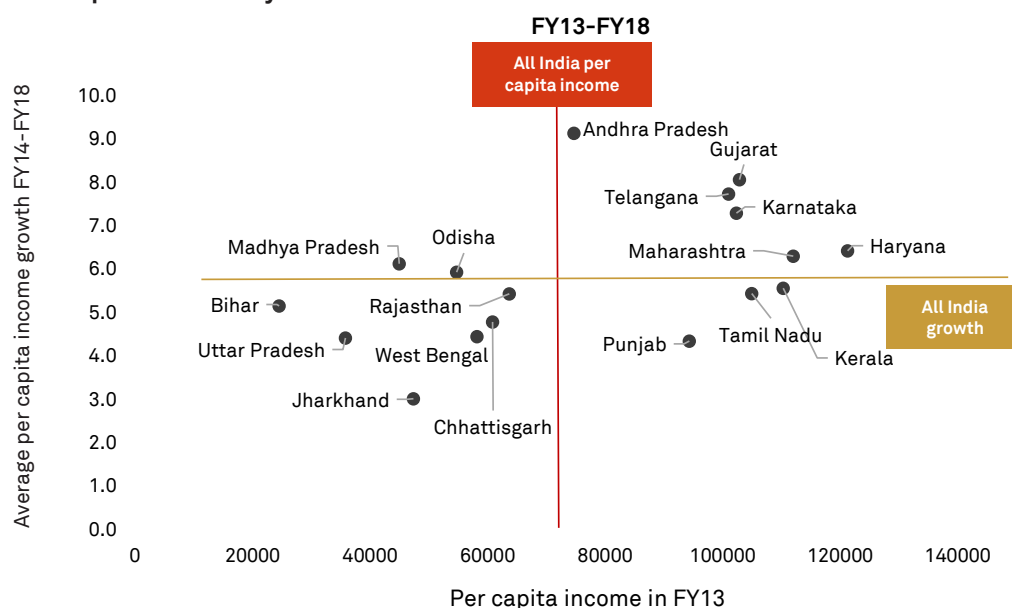 FY13-FY18
All India per
capita income
Average per capita income growth FY14-FY18
10.0
9.0
8.0
7.0
6.0
5.0
4.0
3.0
2.0
1.0
0.0
Andhra Pradesh
Gujarat
Telangana
Karnataka
Madhya Pradesh
Odisha
Maharashtra
Haryana
Bihar
Rajasthan
All India
growth
Uttar Pradesh
West Bengal
Punjab
Tamil Nadu
Kerala
Jharkhand
Chhattisgarh
0
20000
40000
60000
80000
100000
120000
140000
Per capita income in FY13